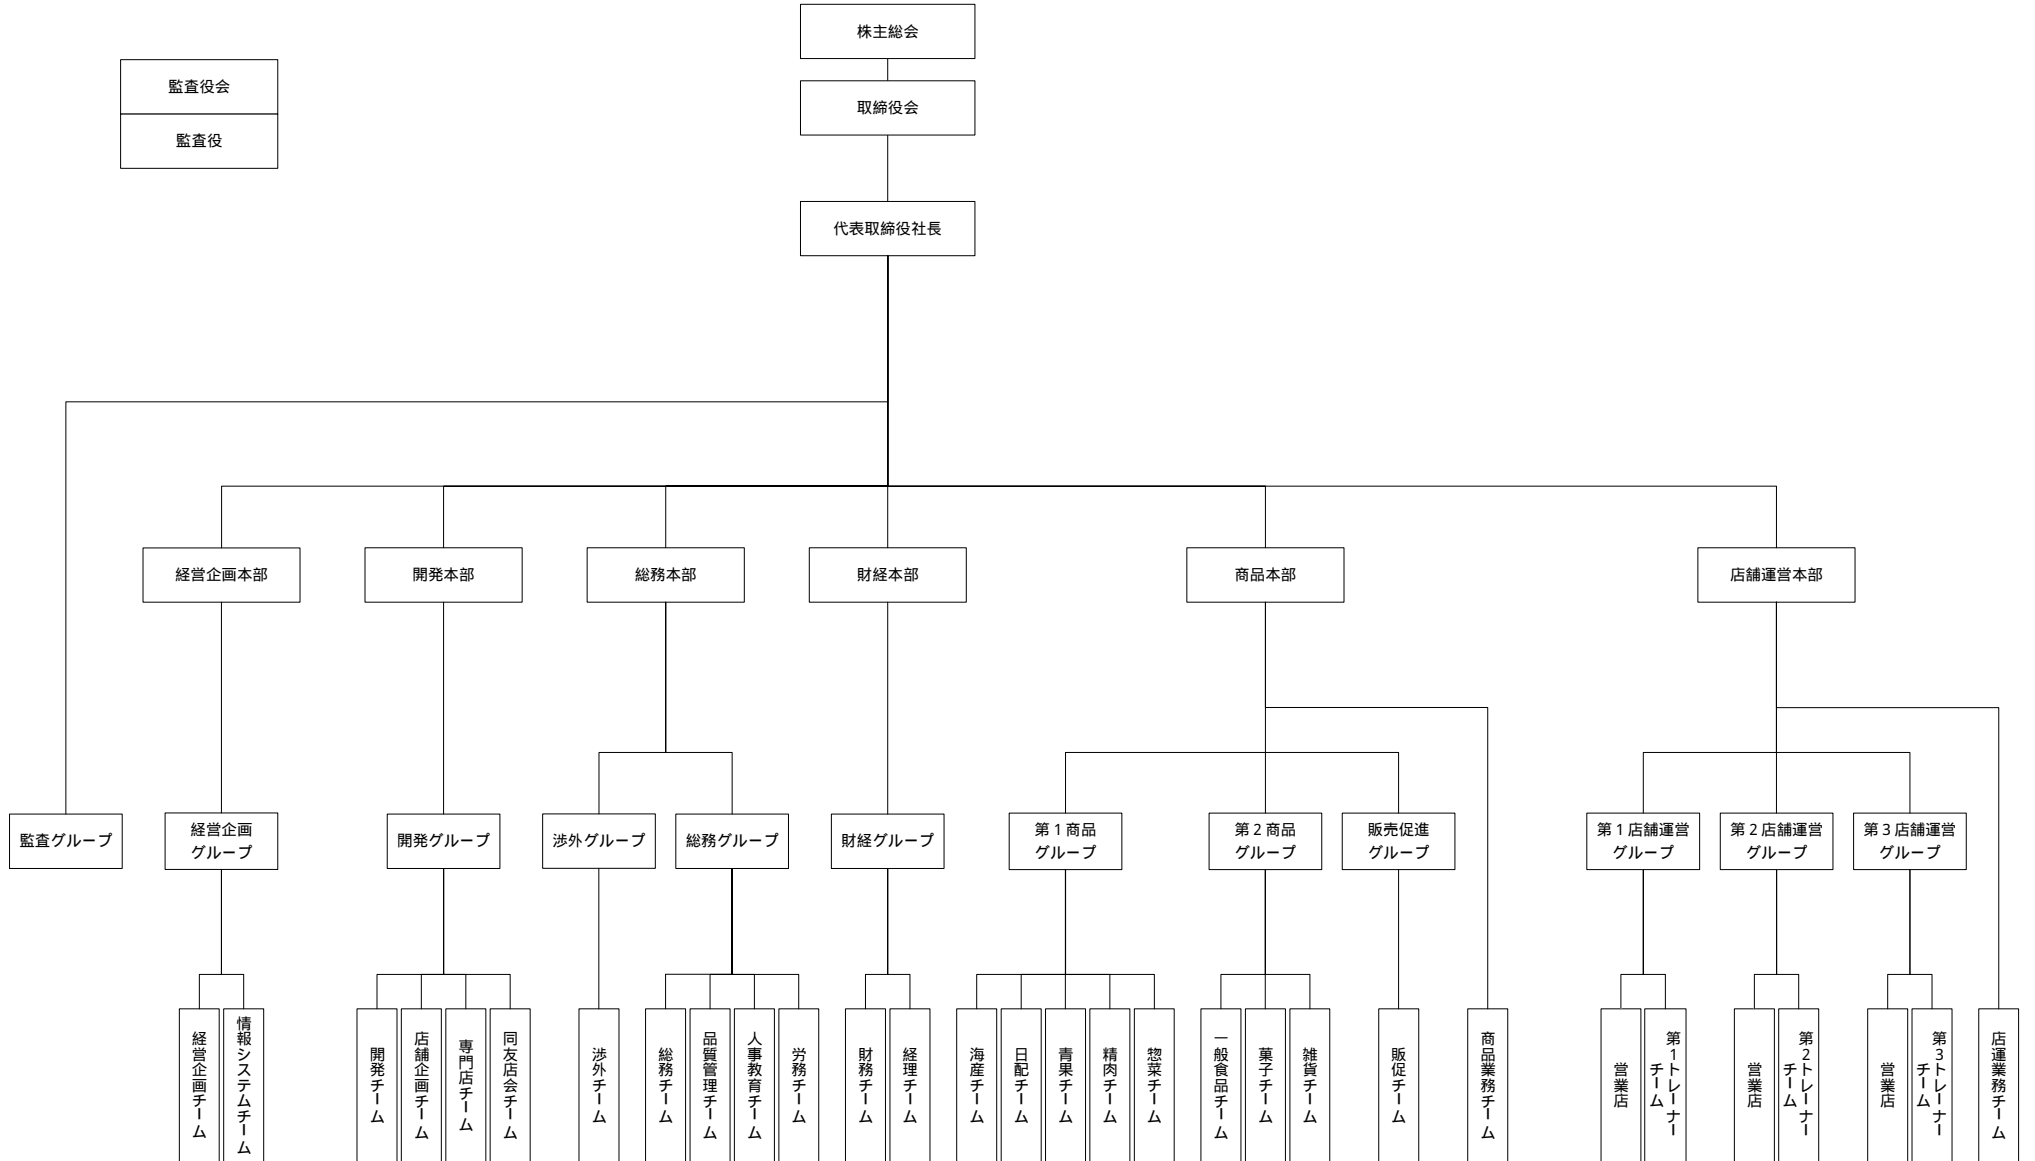 株主総会
監査役会
取締役会
監査役
代表取締役社長
経営企画本部
開発本部
総務本部
財経本部
商品本部
店舗運営本部
監査グループ
経営企画
グループ
開発グループ
渉外グループ
総務グループ
財経グループ
第1商品
グループ
第2商品
グループ
販売促進
グループ
第1店舗運営
グループ
第2店舗運営
グループ
第3店舗運営
グループ
経営企画チーム
情報システムチーム
開発チーム
店舗企画チーム
専門店チーム
同友店会チーム
渉外チーム
総務チーム
品質管理チーム
人事教育チーム
労務チーム
財務チーム
経理チーム
海産チーム
日配チーム
青果チーム
精肉チーム
惣菜チーム
一般食品チーム
菓子チーム
雑貨チーム
販促チーム
商品業務チーム
営業店
第1トレーナー
チーム
営業店
第2トレーナー
チーム
営業店
第3トレーナー
チーム
店運業務チーム